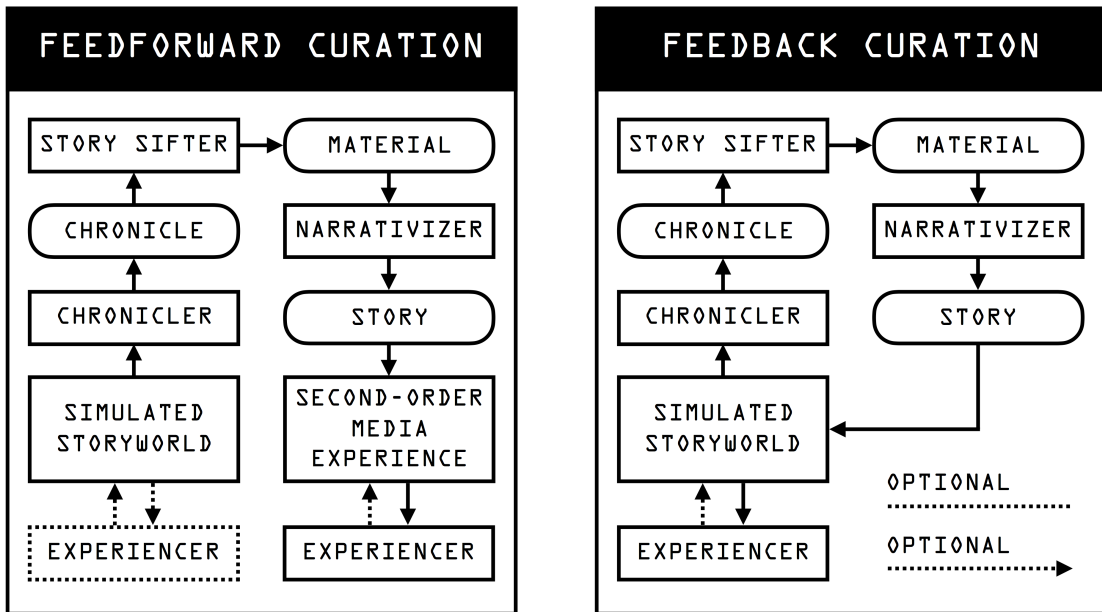 FEEDFORWARD CURATION
STORY SIFTER
CHRONICLE
CHRONICLER
SIMULATED
STORYWORLD
EXPERIENCER
MATERIAL
NARRATIVIZER
STORY
SECOND-ORDER
MEDIA
EXPERIENCE
EXPERIENCER
FEEDBACK CURATION
STORY SIFTER
CHRONICLE
CHRONICLER
SIMULATED
STORYWORLD
EXPERIENCER
MATERIAL
NARRATIVIZER
STORY
OPTIONAL
OPTIONAL